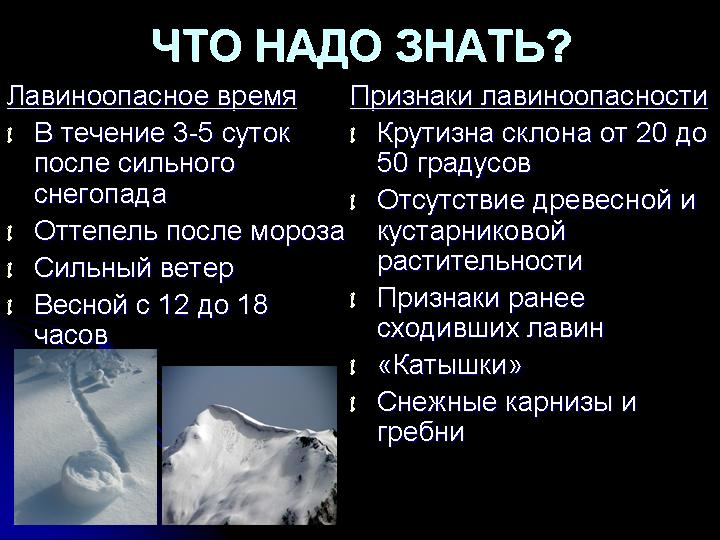 ЧТО НАДО ЗНАТЬ?
Лавиноопасное время
В течение 3-5 суток
после сильного
снегопада
Оттепель после мороза
Сильный ветер
Весной с 12 до 18
часов
Признаки лавиноопасности
Крутизна склона от 20 до
50 градусов
Отсутствие древесной и
кустарниковой
растительности
Признаки ранее
сходивших лавин
«Катышки»
Снежные карнизы и
гребни